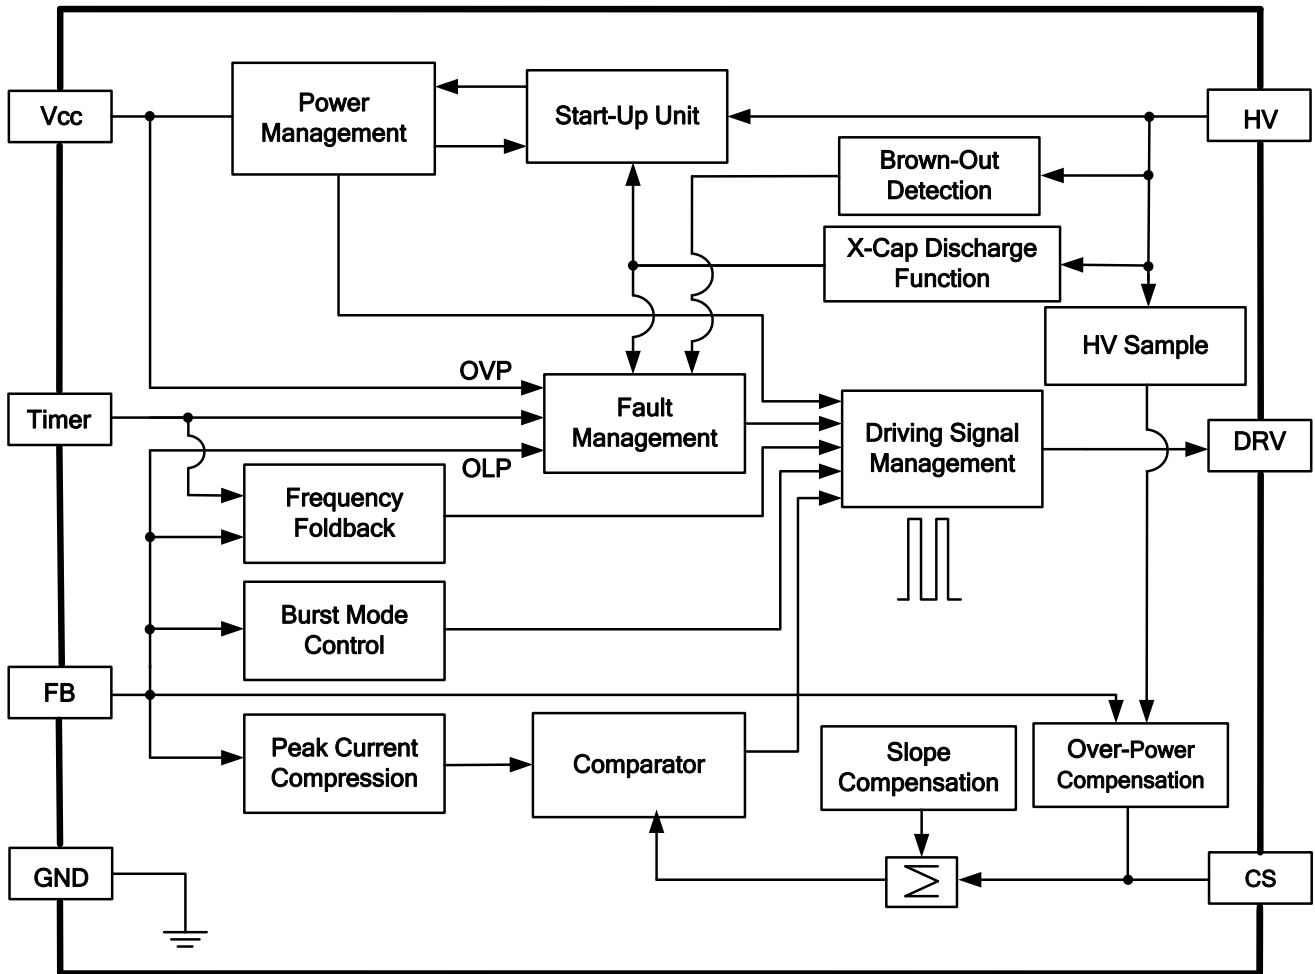 Vcc
Power
Management
Start-Up Unit
HV
Brown-Out
Detection
X-Cap Discharge
Function
HV Sample
OVP
Timer
Fault
Management
Driving Signal
Management
DRV
OLP
Frequency
Foldback
Burst Mode
Control
FB
Peak Current
Compression
Comparator
Slope
Compensation
Over-Power
Compensation
GND
Σ
CS